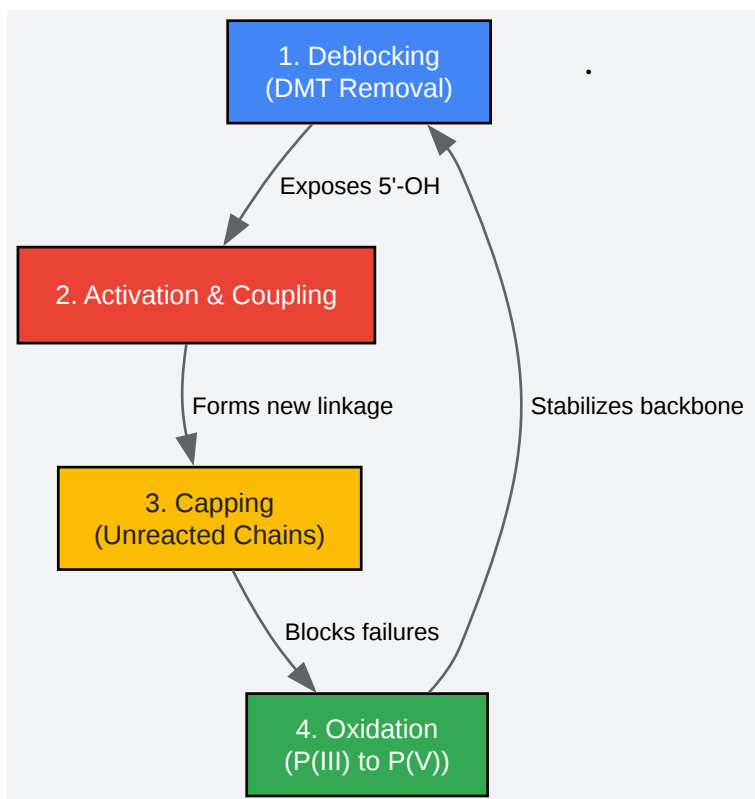 1. Deblocking
(DMT Removal)
Exposes 5'-OH
2. Activation & Coupling
Forms new linkage
Stabilizes backbone
3. Capping
(Unreacted Chains)
Blocks failures
4. Oxidation
(P(III) to P(V))